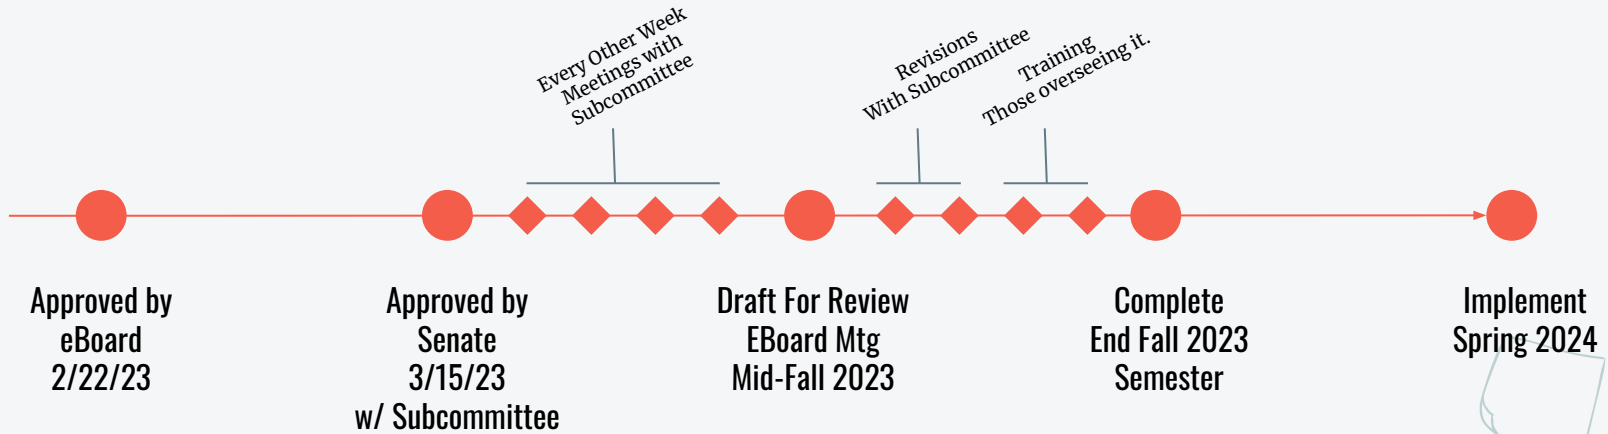 Every Other Week
Meetings with
Subcommittee
Revisions
With Subcommittee
Training
Those overseeing it.
Approved by
eBoard
2/22/23
Approved by
Senate
3/15/23
w/ Subcommittee
Draft For Review
EBoard Mtg
Mid-Fall 2023
Complete
End Fall 2023
Semester
Implement
Spring 2024